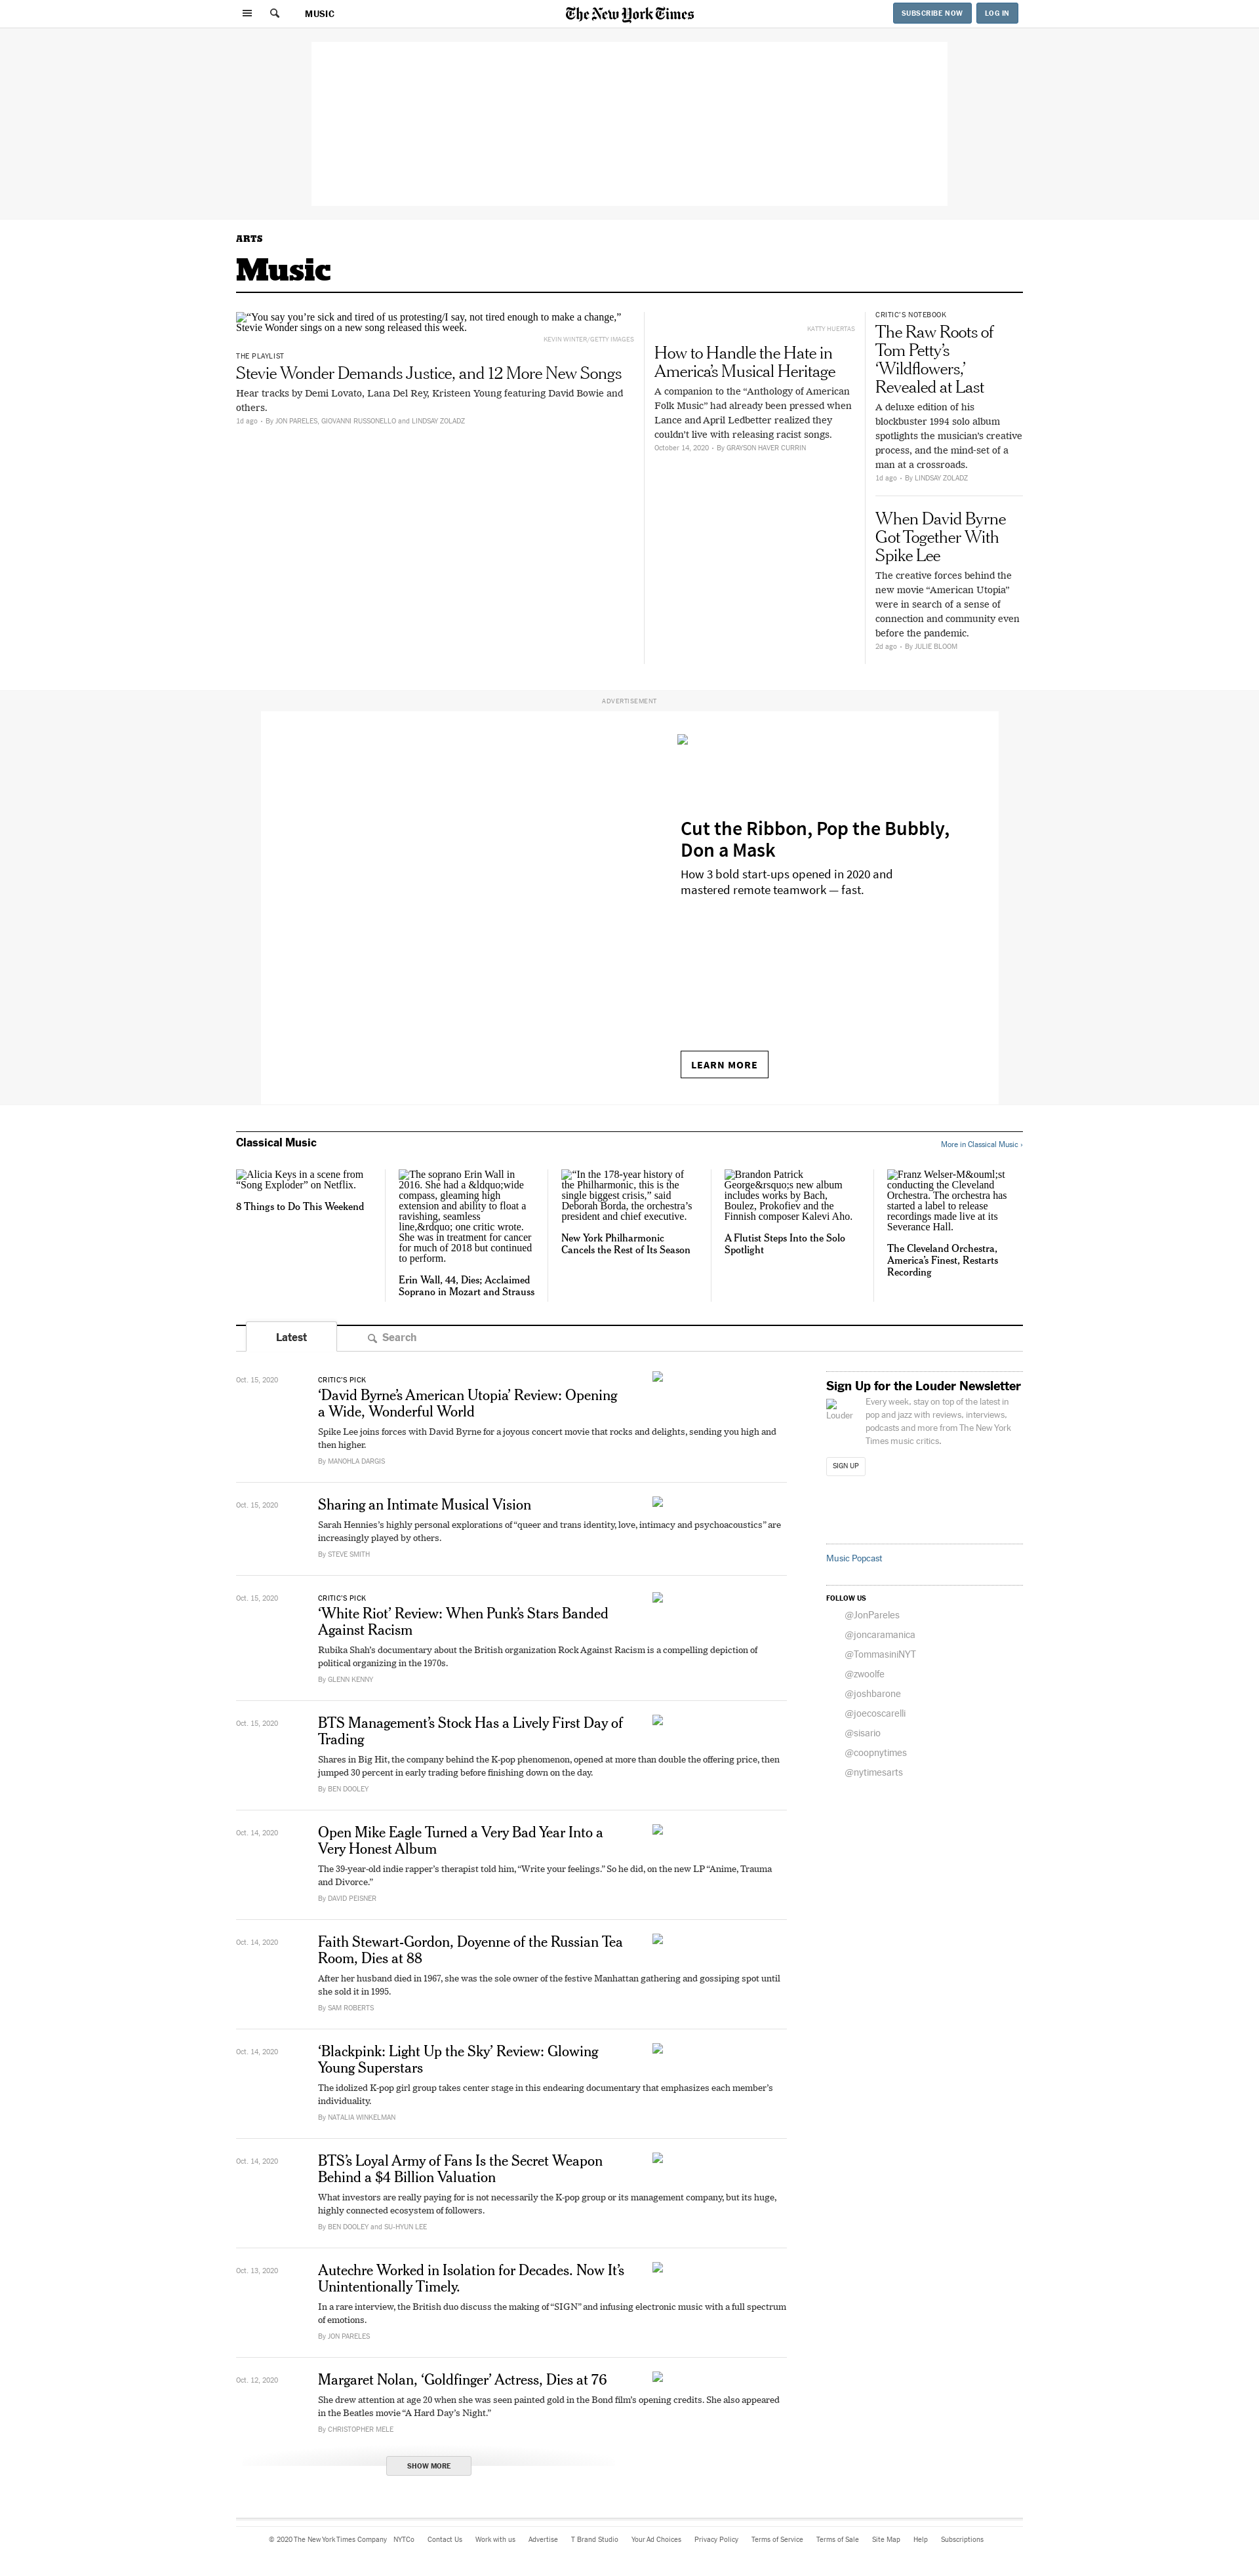 MUSIC
The New York Times
SUBSCRIBE NOW
LOG IN
ARTS
Music
“You say you’re sick and tired of us protesting/I say, not tired enough to make a change,”
Stevie Wonder sings on a new song released this week.
KEVIN WINTER/GETTY IMAGES
THE PLAYLIST
Stevie Wonder Demands Justice, and 12 More New Songs
Hear tracks by Demi Lovato, Lana Del Rey, Kristeen Young featuring David Bowie and
others.
1d ago · By JON PARELES, GIOVANNI RUSSONELLO and LINDSAY ZOLADZ
KATTY HUERTAS
How to Handle the Hate in
America’s Musical Heritage
A companion to the “Anthology of American
Folk Music” had already been pressed when
Lance and April Ledbetter realized they
couldn’t live with releasing racist songs.
October 14, 2020 · By GRAYSON HAVER CURRIN
CRITIC’S NOTEBOOK
The Raw Roots of
Tom Petty’s
‘Wildflowers,’
Revealed at Last
A deluxe edition of his
blockbuster 1994 solo album
spotlights the musician’s creative
process, and the mind-set of a
man at a crossroads.
1d ago · By LINDSAY ZOLADZ
When David Byrne
Got Together With
Spike Lee
The creative forces behind the
new movie “American Utopia”
were in search of a sense of
connection and community even
before the pandemic.
2d ago · By JULIE BLOOM
ADVERTISEMENT
Cut the Ribbon, Pop the Bubbly,
Don a Mask
How 3 bold start-ups opened in 2020 and
mastered remote teamwork — fast.
LEARN MORE
Classical Music
More in Classical Music ›
Alicia Keys in a scene from
“Song Exploder” on Netflix.
8 Things to Do This Weekend
The soprano Erin Wall in
2016. She had a &ldquo;wide
compass, gleaming high
extension and ability to float a
ravishing, seamless
line,&rdquo; one critic wrote.
She was in treatment for cancer
for much of 2018 but continued
to perform.
Erin Wall, 44, Dies; Acclaimed
Soprano in Mozart and Strauss
“In the 178-year history of
the Philharmonic, this is the
single biggest crisis,” said
Deborah Borda, the orchestra’s
president and chief executive.
New York Philharmonic
Cancels the Rest of Its Season
Brandon Patrick
George&rsquo;s new album
includes works by Bach,
Boulez, Prokofiev and the
Finnish composer Kalevi Aho.
A Flutist Steps Into the Solo
Spotlight
Franz Welser-M&ouml;st
conducting the Cleveland
Orchestra. The orchestra has
started a label to release
recordings made live at its
Severance Hall.
The Cleveland Orchestra,
America’s Finest, Restarts
Recording
Latest
Search
Oct. 15, 2020
CRITIC’S PICK
‘David Byrne’s American Utopia’ Review: Opening
a Wide, Wonderful World
Spike Lee joins forces with David Byrne for a joyous concert movie that rocks and delights, sending you high and
then higher.
By MANOHLA DARGIS
Oct. 15, 2020
Sharing an Intimate Musical Vision
Sarah Hennies’s highly personal explorations of “queer and trans identity, love, intimacy and psychoacoustics” are
increasingly played by others.
By STEVE SMITH
Oct. 15, 2020
CRITIC’S PICK
‘White Riot’ Review: When Punk’s Stars Banded
Against Racism
Rubika Shah’s documentary about the British organization Rock Against Racism is a compelling depiction of
political organizing in the 1970s.
By GLENN KENNY
Oct. 15, 2020
BTS Management’s Stock Has a Lively First Day of
Trading
Shares in Big Hit, the company behind the K-pop phenomenon, opened at more than double the offering price, then
jumped 30 percent in early trading before finishing down on the day.
By BEN DOOLEY
Oct. 14, 2020
Open Mike Eagle Turned a Very Bad Year Into a
Very Honest Album
The 39-year-old indie rapper’s therapist told him, “Write your feelings.” So he did, on the new LP “Anime, Trauma
and Divorce.”
By DAVID PEISNER
Oct. 14, 2020
Faith Stewart-Gordon, Doyenne of the Russian Tea
Room, Dies at 88
After her husband died in 1967, she was the sole owner of the festive Manhattan gathering and gossiping spot until
she sold it in 1995.
By SAM ROBERTS
Oct. 14, 2020
‘Blackpink: Light Up the Sky’ Review: Glowing
Young Superstars
The idolized K-pop girl group takes center stage in this endearing documentary that emphasizes each member’s
individuality.
By NATALIA WINKELMAN
Oct. 14, 2020
BTS’s Loyal Army of Fans Is the Secret Weapon
Behind a $4 Billion Valuation
What investors are really paying for is not necessarily the K-pop group or its management company, but its huge,
highly connected ecosystem of followers.
By BEN DOOLEY and SU-HYUN LEE
Oct. 13, 2020
Autechre Worked in Isolation for Decades. Now It’s
Unintentionally Timely.
In a rare interview, the British duo discuss the making of “SIGN” and infusing electronic music with a full spectrum
of emotions.
By JON PARELES
Oct. 12, 2020
Margaret Nolan, ‘Goldfinger’ Actress, Dies at 76
She drew attention at age 20 when she was seen painted gold in the Bond film’s opening credits. She also appeared
in the Beatles movie “A Hard Day’s Night.”
By CHRISTOPHER MELE
SHOW MORE
Sign Up for the Louder Newsletter
Louder
Every week, stay on top of the latest in
pop and jazz with reviews, interviews,
podcasts and more from The New York
Times music critics.
SIGN UP
Music Popcast
FOLLOW US
@JonPareles
@joncaramanica
@TommasiniNYT
@zwoolfe
@joshbarone
@joecoscarelli
@sisario
@coopnytimes
@nytimesarts
© 2020 The New York Times Company NYTCo Contact Us Work with us Advertise T Brand Studio Your Ad Choices Privacy Policy Terms of Service Terms of Sale Site Map Help Subscriptions